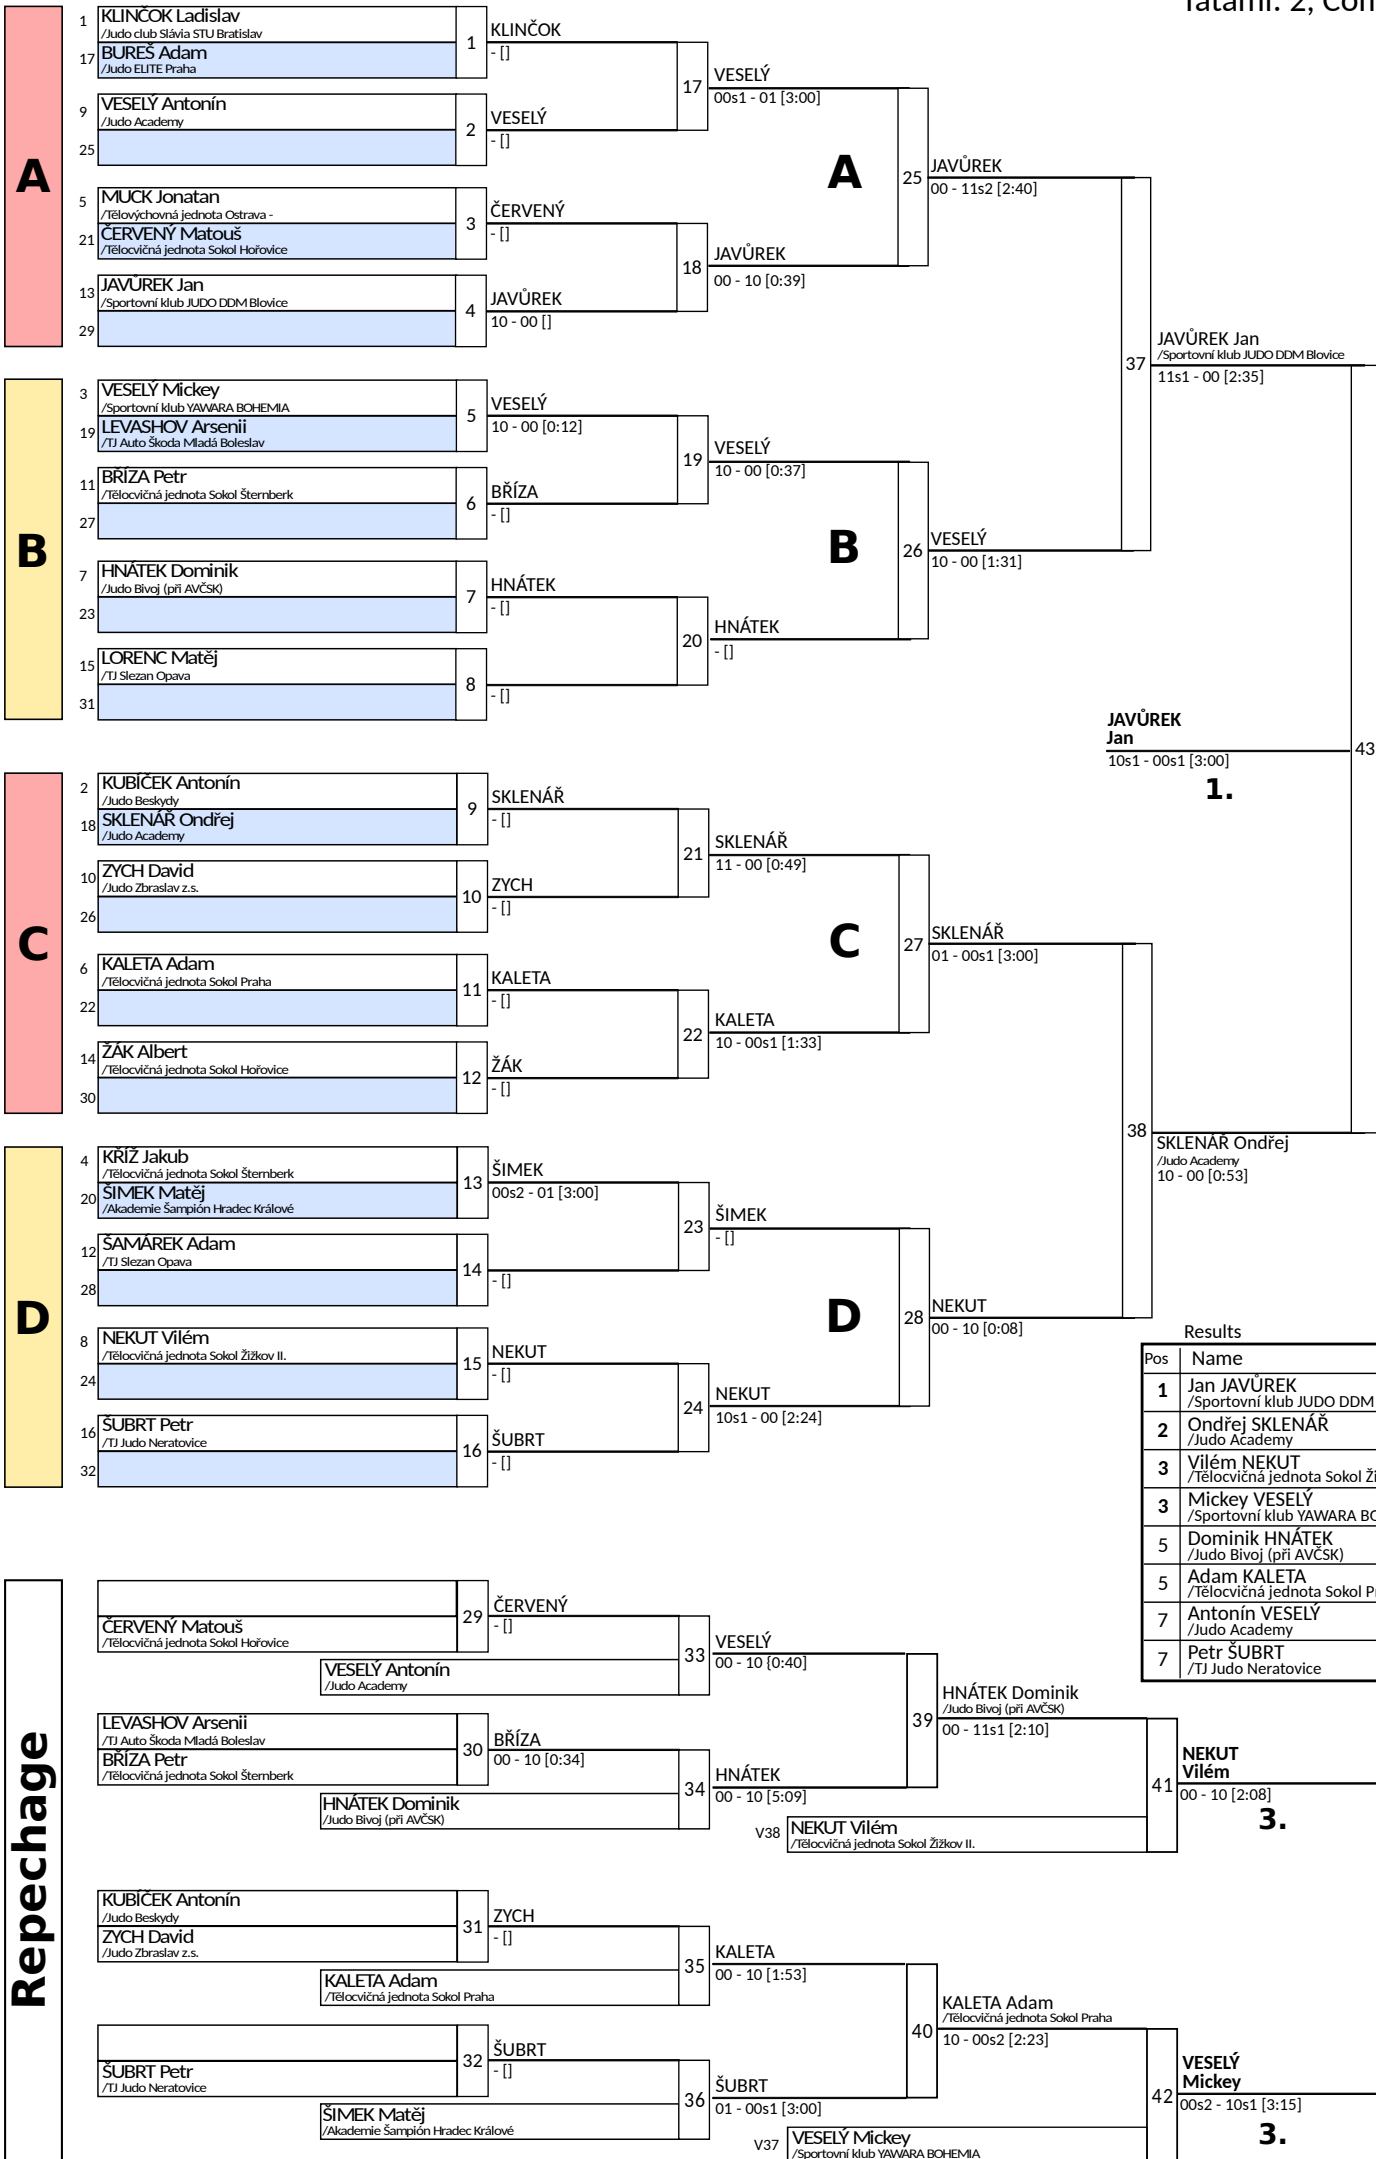 Tatami: 2, Con
A
1 KLINČOK Ladislav
/Judo club Slávia STU Bratislav
17 BUREŠ Adam
/Judo ELITE Praha
1
KLINČOK
- []
9 VESELÝ Antonín
/Judo Academy
25
2
VESELÝ
- []
17
VESELÝ
00s1 - 01 [3:00]
5 MUCK Jonatan
/Tělovýchovná jednota Ostrava -
21 ČERVENÝ Matouš
/Tělocvičná jednota Sokol Hořovice
3
ČERVENÝ
- []
13 JAVŮREK Jan
/Sportovní klub JUDO DDM Blovice
29
4
JAVŮREK
10 - 00 []
18
JAVŮREK
00 - 10 [0:39]
A
25
JAVŮREK
00 - 11s2 [2:40]
B
3 VESELÝ Mickey
/Sportovní klub YAWARA BOHEMIA
19 LEVASHOV Arsenii
/TJ Auto Škoda Mladá Boleslav
5
VESELÝ
10 - 00 [0:12]
11 BŘÍZA Petr
/Tělocvičná jednota Sokol Šternberk
27
6
BŘÍZA
- []
19
VESELÝ
10 - 00 [0:37]
7 HNÁTEK Dominik
/Judo Bivoj (při AVČSK)
23
7
HNÁTEK
- []
15 LORENC Matěj
/TJ Slezan Opava
31
8
- []
20
HNÁTEK
- []
B
26
VESELÝ
10 - 00 [1:31]
37
JAVŮREK Jan
/Sportovní klub JUDO DDM Blovice
11s1 - 00 [2:35]
JAVŮREK
Jan
10s1 - 00s1 [3:00]
1.
43
C
2 KUBÍČEK Antonín
/Judo Beskydy
18 SKLENÁŘ Ondřej
/Judo Academy
9
SKLENÁŘ
- []
10 ZYCH David
/Judo Zbraslav z.s.
26
10
ZYCH
- []
21
SKLENÁŘ
11 - 00 [0:49]
6 KALETA Adam
/Tělocvičná jednota Sokol Praha
22
11
KALETA
- []
14 ŽÁK Albert
/Tělocvičná jednota Sokol Hořovice
30
12
ŽÁK
- []
22
KALETA
10 - 00s1 [1:33]
C
27
SKLENÁŘ
01 - 00s1 [3:00]
D
4 KŘÍŽ Jakub
/Tělocvičná jednota Sokol Šternberk
20 ŠIMEK Matěj
/Akademie Šampión Hradec Králové
13
ŠIMEK
00s2 - 01 [3:00]
12 ŠAMÁREK Adam
/TJ Slezan Opava
28
14
- []
23
ŠIMEK
- []
8 NEKUT Vilém
/Tělocvičná jednota Sokol Žižkov II.
24
15
NEKUT
- []
16 ŠUBRT Petr
/TJ Judo Neratovice
32
16
ŠUBRT
- []
24
NEKUT
10s1 - 00 [2:24]
D
28
NEKUT
00 - 10 [0:08]
38
SKLENÁŘ Ondřej
/Judo Academy
10 - 00 [0:53]
Results
Pos Name
1 Jan JAVŮREK
/Sportovní klub JUDO DDM
2 Ondřej SKLENÁŘ
/Judo Academy
3 Vilém NEKUT
/Tělocvičná jednota Sokol Ži
3 Mickey VESELÝ
/Sportovní klub YAWARA BO
5 Dominik HNÁTEK
/Judo Bivoj (při AVČSK)
5 Adam KALETA
/Tělocvičná jednota Sokol P
7 Antonín VESELÝ
/Judo Academy
7 Petr ŠUBRT
/TJ Judo Neratovice
Repechage
ČERVENÝ Matouš
/Tělocvičná jednota Sokol Hořovice
29
ČERVENÝ
- []
VESELÝ Antonín
/Judo Academy
33
VESELÝ
00 - 10 [0:40]
LEVASHOV Arsenii
/TJ Auto Škoda Mladá Boleslav
BŘÍZA Petr
/Tělocvičná jednota Sokol Šternberk
30
BŘÍZA
00 - 10 [0:34]
HNÁTEK Dominik
/Judo Bivoj (při AVČSK)
34
HNÁTEK
00 - 10 [5:09]
39
HNÁTEK Dominik
/Judo Bivoj (při AVČSK)
00 - 11s1 [2:10]
V38 NEKUT Vilém
/Tělocvičná jednota Sokol Žižkov II.
41
NEKUT
Vilém
00 - 10 [2:08]
3.
KUBÍČEK Antonín
/Judo Beskydy
ZYCH David
/Judo Zbraslav z.s.
31
ZYCH
- []
KALETA Adam
/Tělocvičná jednota Sokol Praha
35
KALETA
00 - 10 [1:53]
ŠUBRT Petr
/TJ Judo Neratovice
32
ŠUBRT
- []
ŠIMEK Matěj
/Akademie Šampión Hradec Králové
36
ŠUBRT
01 - 00s1 [3:00]
40
KALETA Adam
/Tělocvičná jednota Sokol Praha
10 - 00s2 [2:23]
V37 VESELÝ Mickey
/Sportovní klub YAWARA BOHEMIA
42
VESELÝ
Mickey
00s2 - 10s1 [3:15]
3.